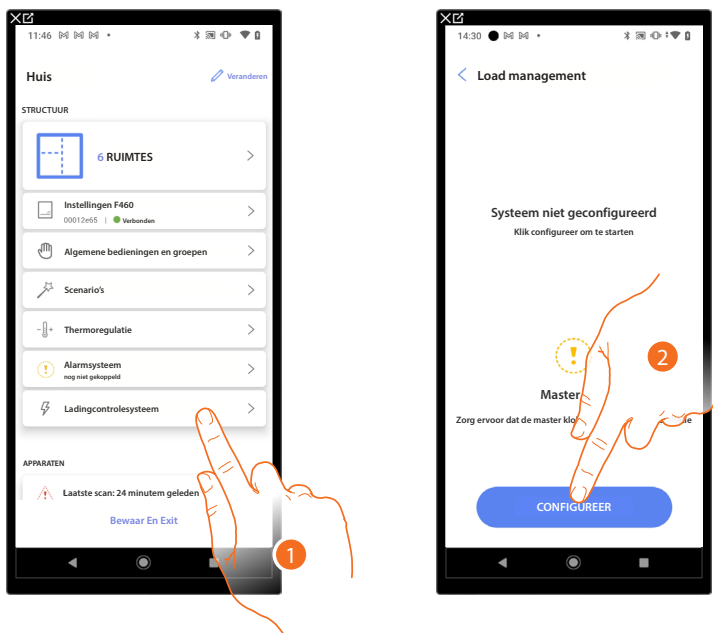 11:46
Huis
Veranderen
STRUCTUUR
6 RUIMTES
Instellingen F460
00012e65 | Verbonden
Algemene bedieningen en groepen
Scenario's
Thermoregulatie
Alarmsysteem
nog niet gekoppeld
Ladingcontrolesysteem
APPARATEN
Laatste scan: 24 minutem geleden
Bewaar En Exit
1
14:30
Load management
Systeem niet geconfigureerd
Klik configureer om te starten
2
Master
Zorg ervoor dat de master
CONFIGUREER